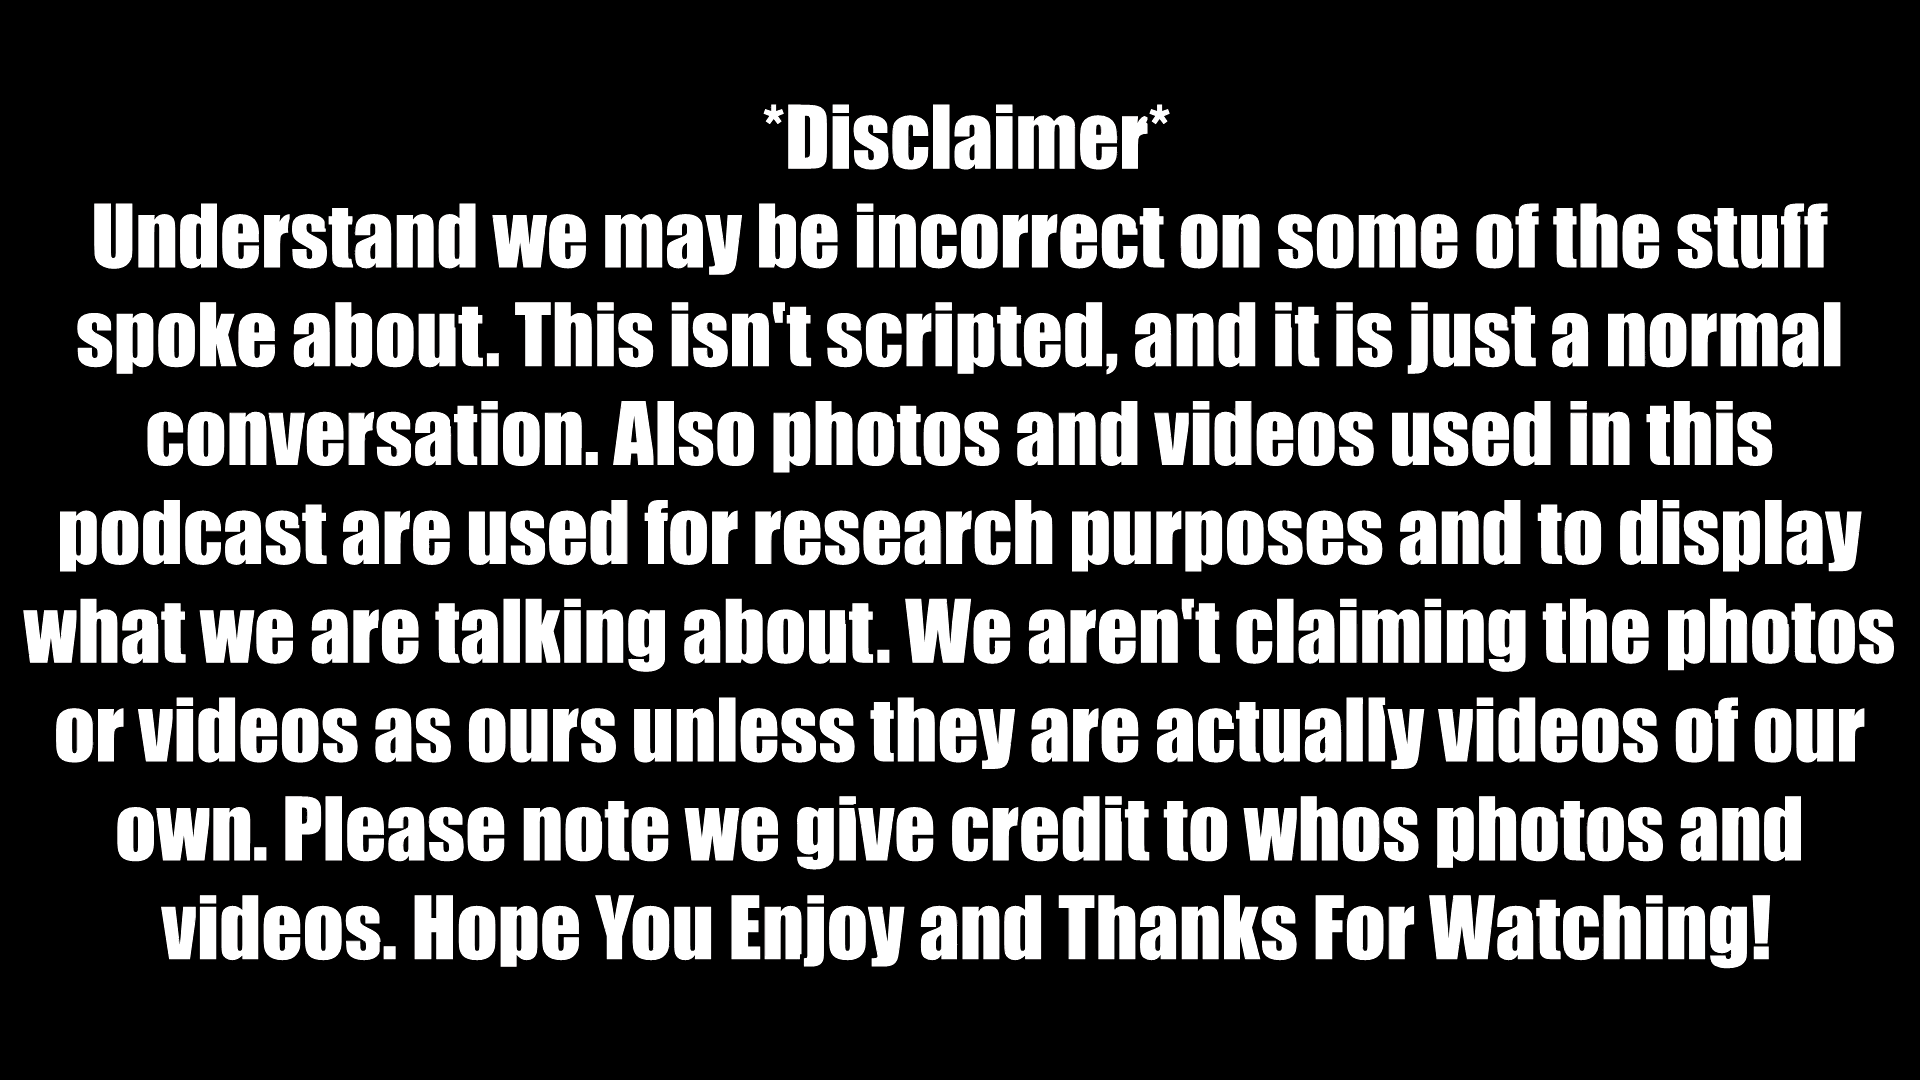 *Disclaimer*
Understand we may be incorrect on some of the stuff
spoke about. This isn't scripted, and it is just a normal
conversation. Also photos and videos used in this
podcast are used for research purposes and to display
what we are talking about. We aren't claiming the photos
or videos as ours unless they are actually videos of our
own. Please note we give credit to whos photos and
videos. Hope You Enjoy and Thanks For Watching!